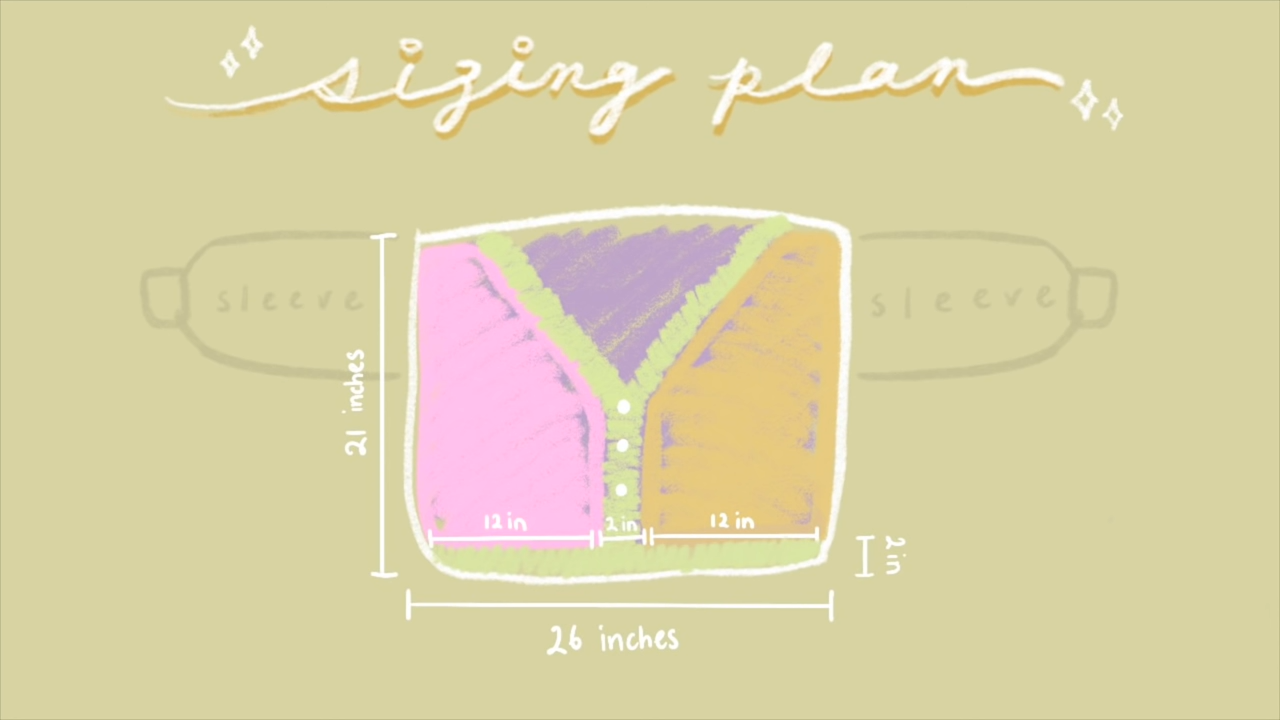 sizing plan
sleeve
sleeve
21 inches
12 in
2 in
12 in
2 in
26 inches